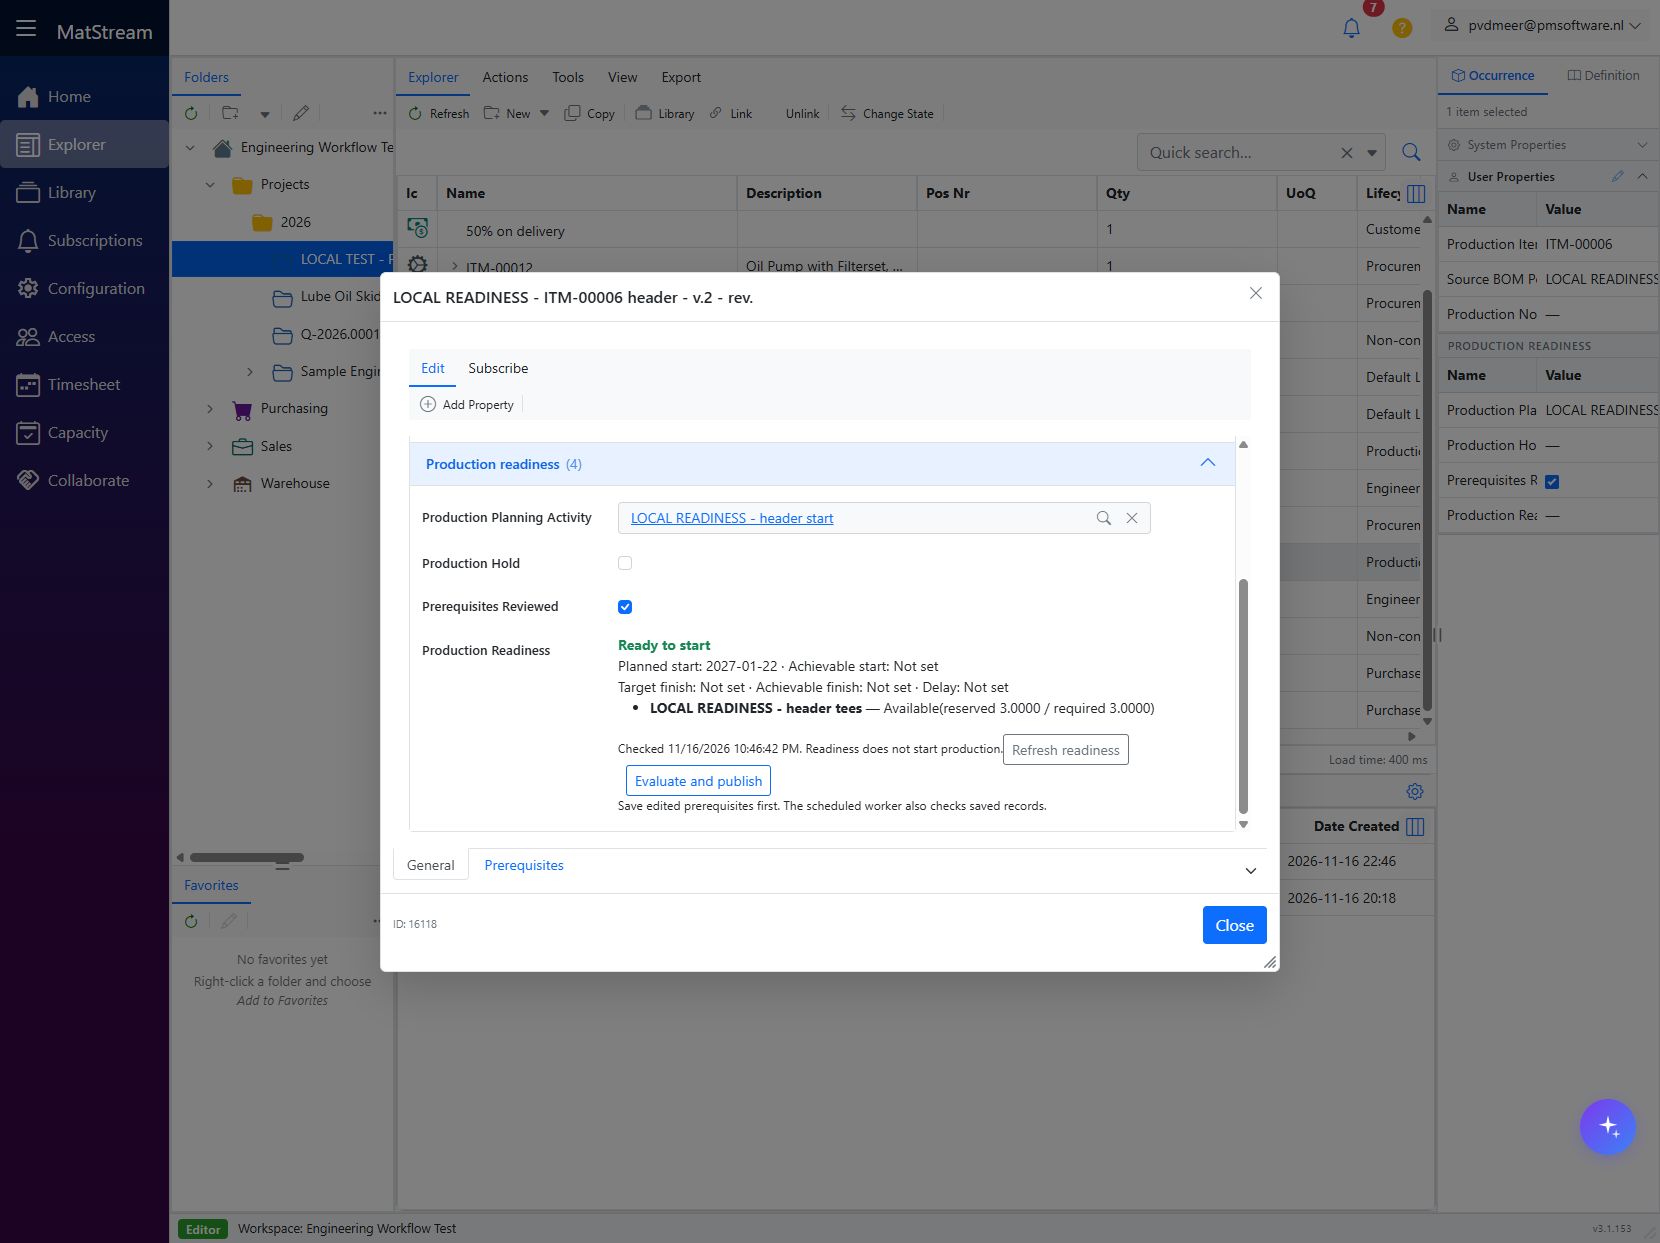 MatStream
7
?
pvdmeer@pmsoftware.nl
Home
Explorer
Library
Subscriptions
Configuration
Access
Timesheet
Capacity
Collaborate
Folders
Engineering Workflow Te
Projects
2026
LOCAL TEST - F
Lube Oil Skid
Q-2026.0001
Sample Engi
Purchasing
Sales
Warehouse
Favorites
No favorites yet
Right-click a folder and choose
Add to Favorites
Explorer Actions Tools View Export
Refresh New Copy Library Link Unlink Change State
Quick search...
Ic Name Description Pos Nr Qty UoQ Lifecy
50% on delivery 1 Custome
ITM-00012 Oil Pump with Filterset, ... 1 Procurem
Procurem
Non-con
Default L
Default L
Productio
Engineer
Procurem
Productio
Engineer
Non-con
Purchase
Purchase
Purchase
Load time: 400 ms
Date Created
2026-11-16 22:46
2026-11-16 20:18
Occurrence Definition
1 item selected
System Properties
User Properties
Name Value
Production Iter ITM-00006
Source BOM Po LOCAL READINESS
Production No —
PRODUCTION READINESS
Name Value
Production Pla LOCAL READINESS
Production Ho —
Prerequisites R
Production Rea —
LOCAL READINESS - ITM-00006 header - v.2 - rev.
Edit Subscribe
Add Property
Production readiness (4)
Production Planning Activity LOCAL READINESS - header start
Production Hold
Prerequisites Reviewed
Production Readiness
Ready to start
Planned start: 2027-01-22 · Achievable start: Not set
Target finish: Not set · Achievable finish: Not set · Delay: Not set
• LOCAL READINESS - header tees — Available(reserved 3.0000 / required 3.0000)
Checked 11/16/2026 10:46:42 PM. Readiness does not start production. Refresh readiness
Evaluate and publish
Save edited prerequisites first. The scheduled worker also checks saved records.
General Prerequisites
ID: 16118
Close
Editor Workspace: Engineering Workflow Test
v3.1.153